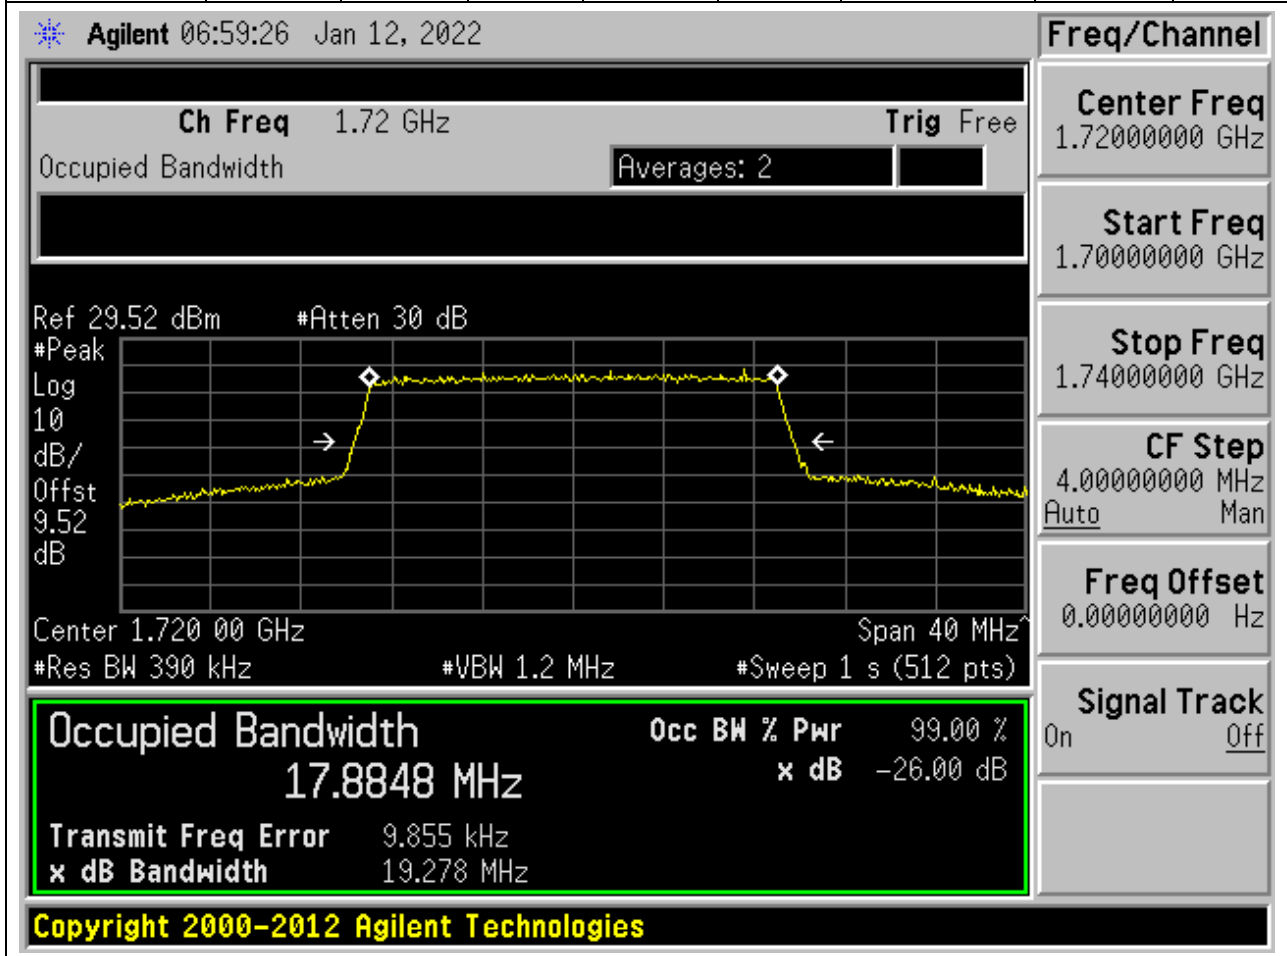 Agilent 06:59:26 Jan 12, 2022
Freq/Channel
Ch Freq 1.72 GHz Trig Free
Occupied Bandwidth Averages: 2
Ref 29.52 dBm #Atten 30 dB
#Peak
Log
10
dB/
Offst
9.52
dB
Center 1.720 00 GHz Span 40 MHz^
#Res BW 390 kHz #VBW 1.2 MHz #Sweep 1 s (512 pts)
Occupied Bandwidth Occ BW % Pwr 99.00 %
17.8848 MHz x dB -26.00 dB
Transmit Freq Error 9.855 kHz
x dB Bandwidth 19.278 MHz
Center Freq
1.72000000 GHz
Start Freq
1.70000000 GHz
Stop Freq
1.74000000 GHz
CF Step
4.00000000 MHz
Auto Man
Freq Offset
0.00000000 Hz
Signal Track
On Off
Copyright 2000-2012 Agilent Technologies